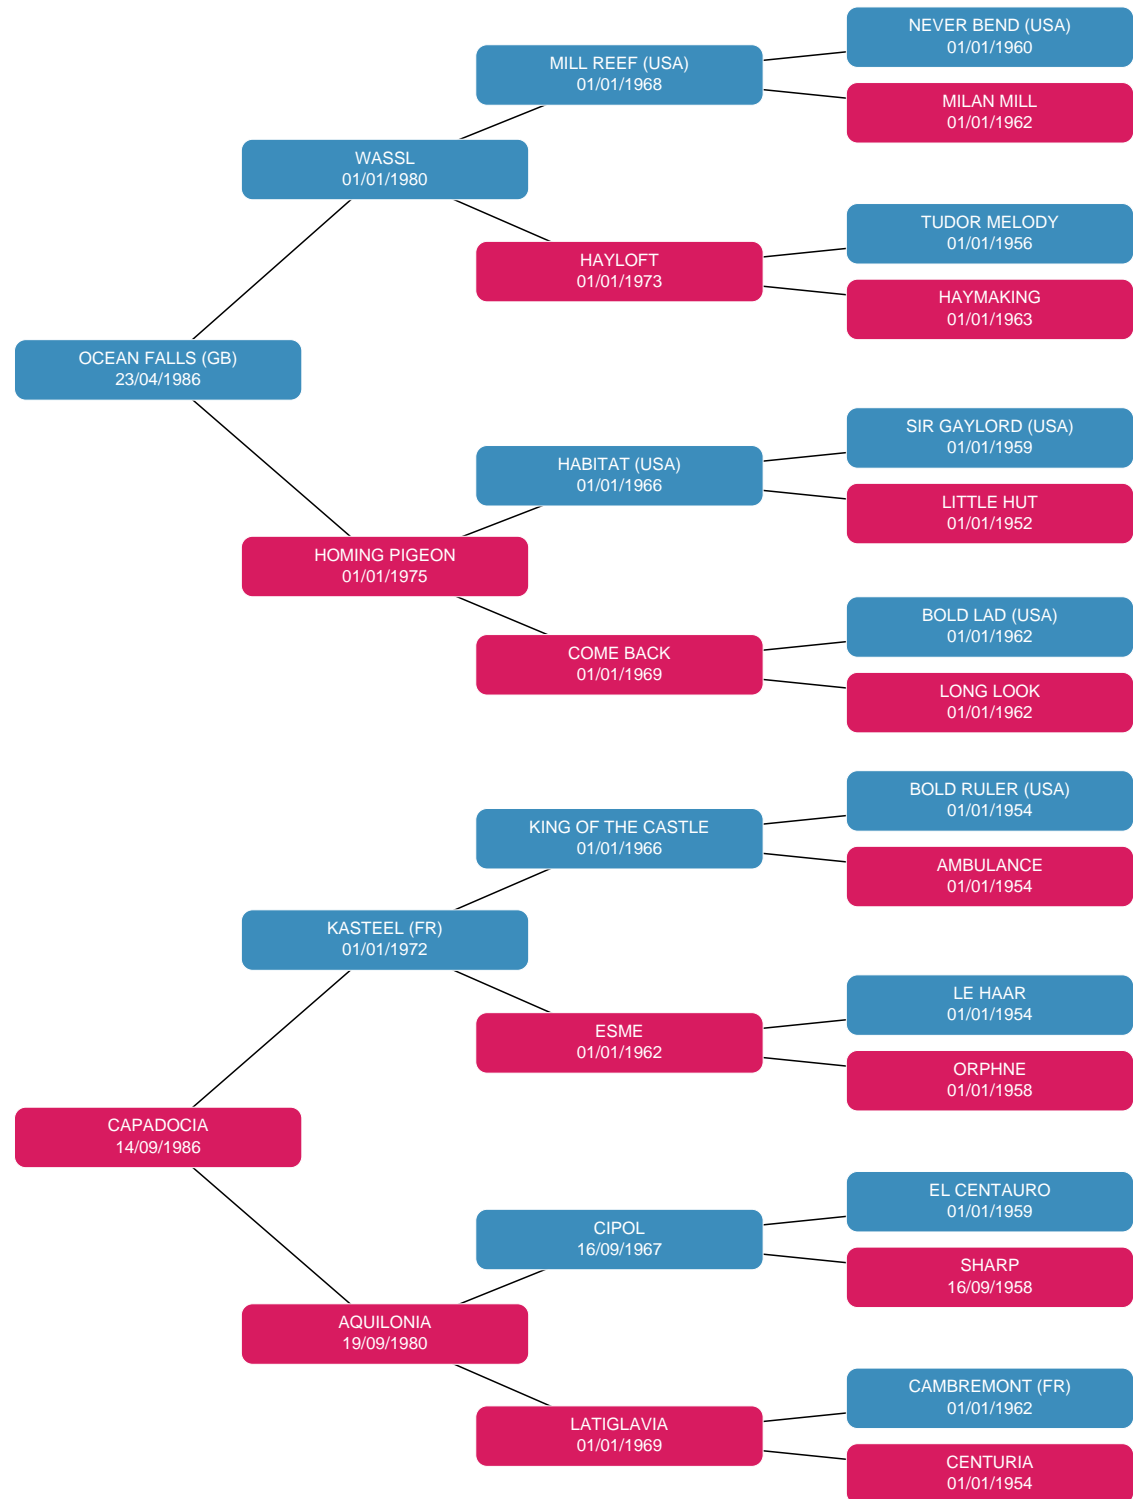 NEVER BEND (USA)
01/01/1960
MILL REEF (USA)
01/01/1968
MILAN MILL
01/01/1962
WASSL
01/01/1980
TUDOR MELODY
01/01/1956
HAYLOFT
01/01/1973
HAYMAKING
01/01/1963
OCEAN FALLS (GB)
23/04/1986
SIR GAYLORD (USA)
01/01/1959
HABITAT (USA)
01/01/1966
LITTLE HUT
01/01/1952
HOMING PIGEON
01/01/1975
BOLD LAD (USA)
01/01/1962
COME BACK
01/01/1969
LONG LOOK
01/01/1962
BOLD RULER (USA)
01/01/1954
KING OF THE CASTLE
01/01/1966
AMBULANCE
01/01/1954
KASTEEL (FR)
01/01/1972
LE HAAR
01/01/1954
ESME
01/01/1962
ORPHNE
01/01/1958
CAPADOCIA
14/09/1986
EL CENTAURO
01/01/1959
CIPOL
16/09/1967
SHARP
16/09/1958
AQUILONIA
19/09/1980
CAMBREMONT (FR)
01/01/1962
LATIGLAVIA
01/01/1969
CENTURIA
01/01/1954